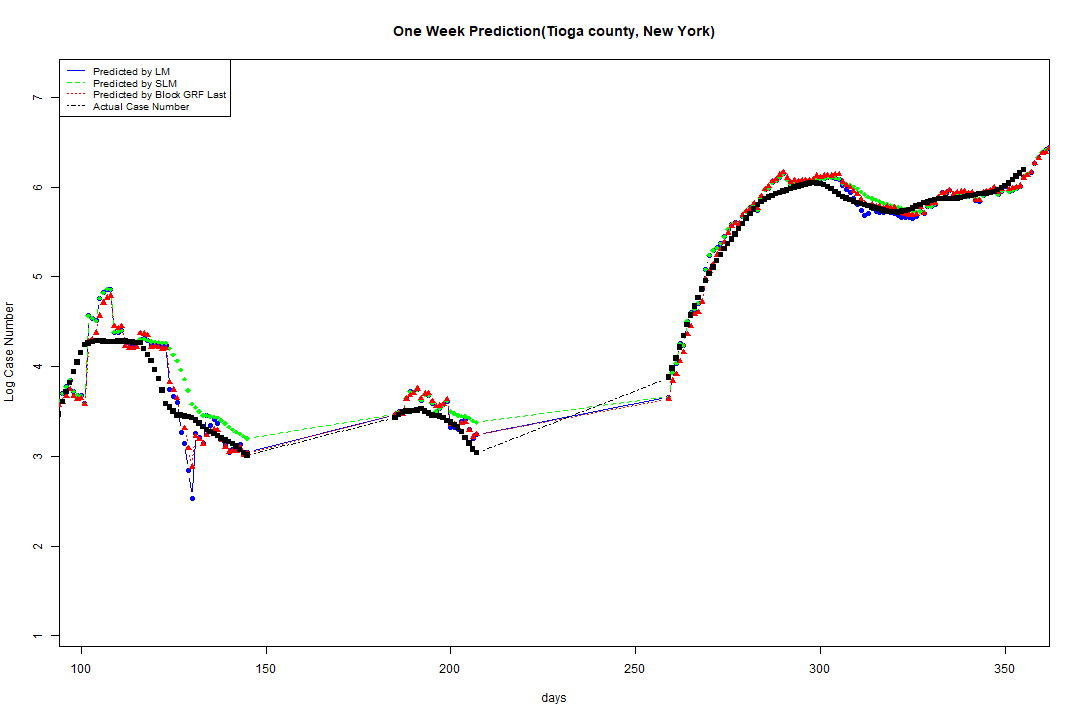 One Week Prediction(Tioga county, New York)
Predicted by LM
Predicted by SLM
Predicted by Block GRF Last
Actual Case Number
7
6
5
4
3
2
1
Log Case Number
100
150
200
250
300
350
days